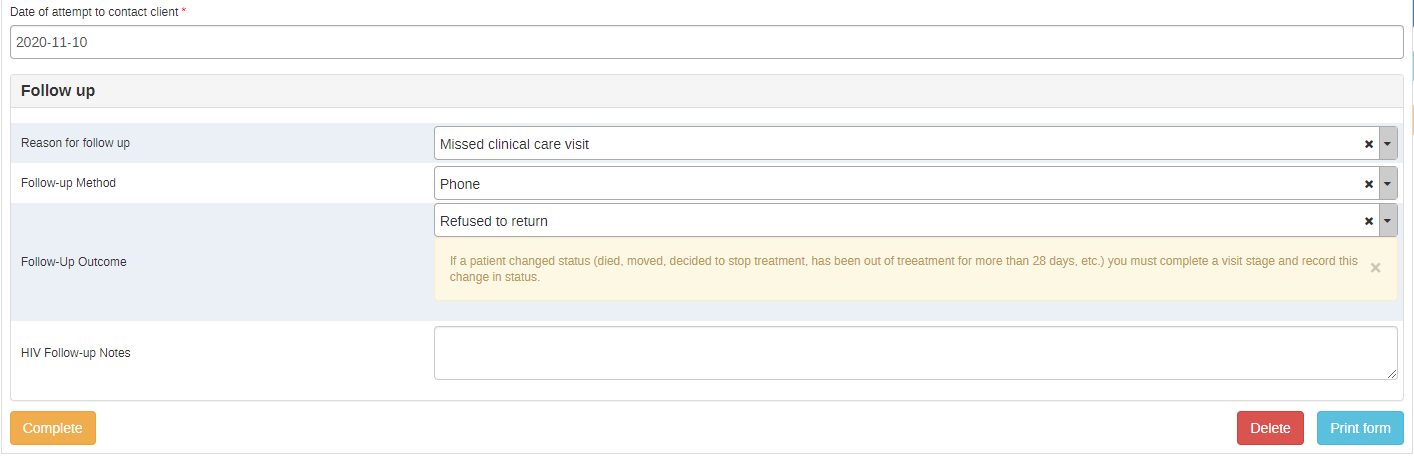 Date of attempt to contact client *
2020-11-10
Follow up
Reason for follow up
Missed clinical care visit
Follow-up Method
Phone
Follow-Up Outcome
Refused to return
If a patient changed status (died, moved, decided to stop treatment, has been out of treeatment for more than 28 days, etc.) you must complete a visit stage and record this
change in status.
HIV Follow-up Notes
Complete
Delete
Print form